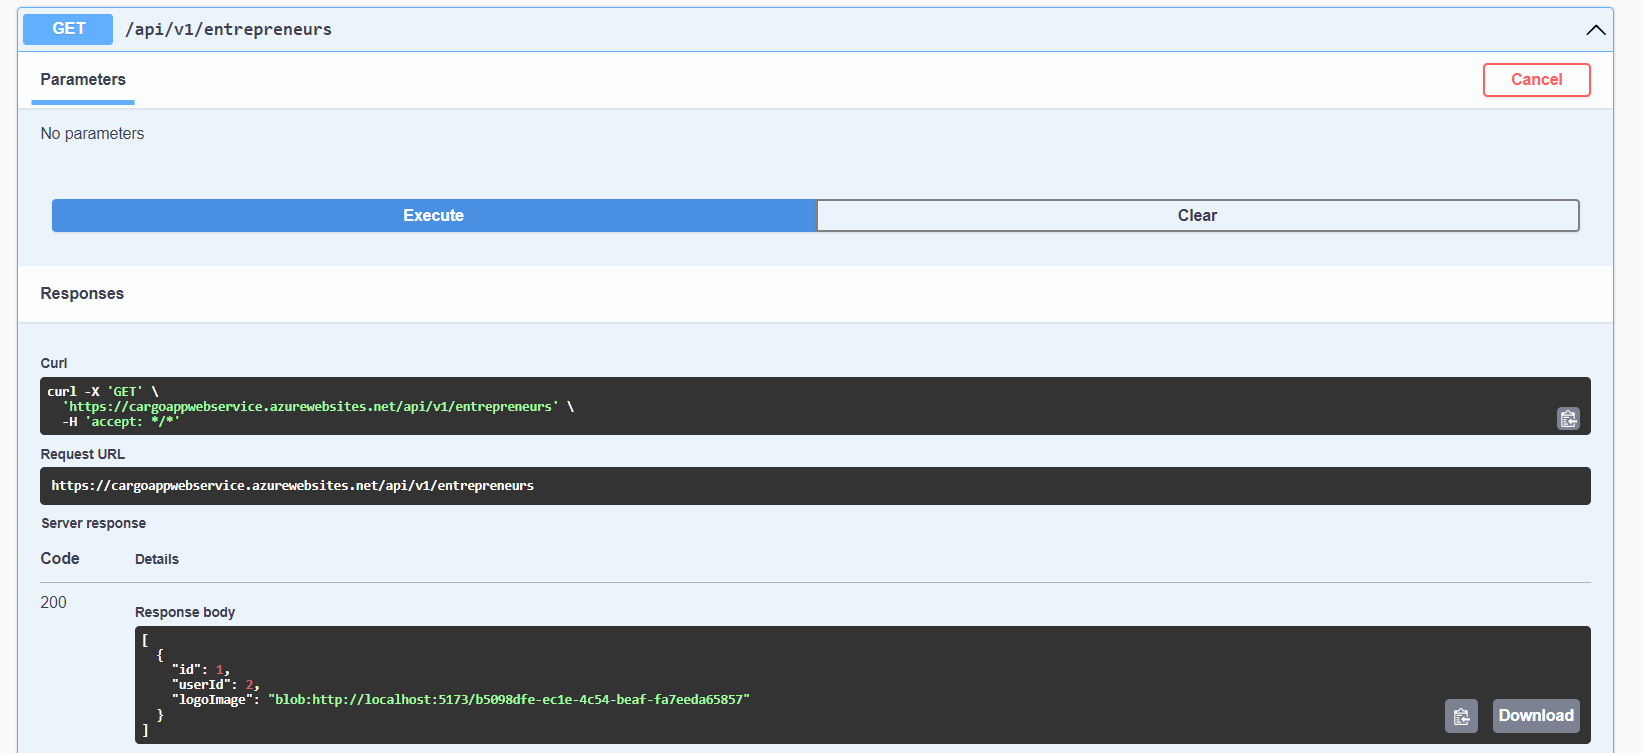 GET /api/v1/entrepreneurs
Parameters
Cancel
No parameters
Execute
Clear
Responses
Curl
curl -X 'GET' \
  'https://cargoappwebservice.azurewebsites.net/api/v1/entrepreneurs' \
  -H 'accept: */*'
Request URL
https://cargoappwebservice.azurewebsites.net/api/v1/entrepreneurs
Server response
Code Details
200
Response body
[
  {
    "id": 1,
    "userId": 2,
    "logoImage": "blob:http://localhost:5173/b5098dfe-ec1e-4c54-beaf-fa7eeda65857"
  }
]
Download